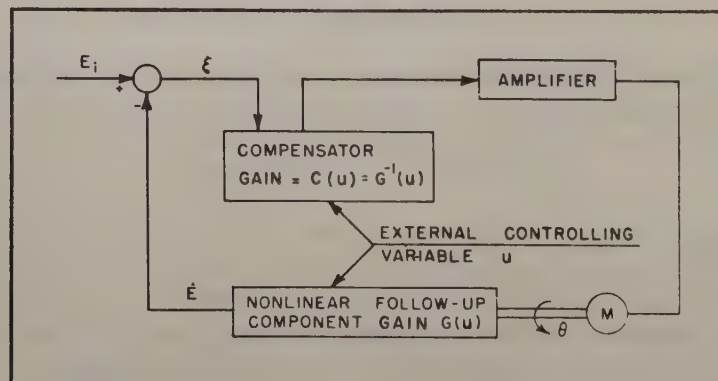 E i
ξ
+
-
AMPLIFIER
COMPENSATOR
GAIN = C(u) = G⁻¹(u)
EXTERNAL CONTROLLING
VARIABLE u
Ê
NONLINEAR FOLLOW-UP
COMPONENT GAIN G(u)
θ
M